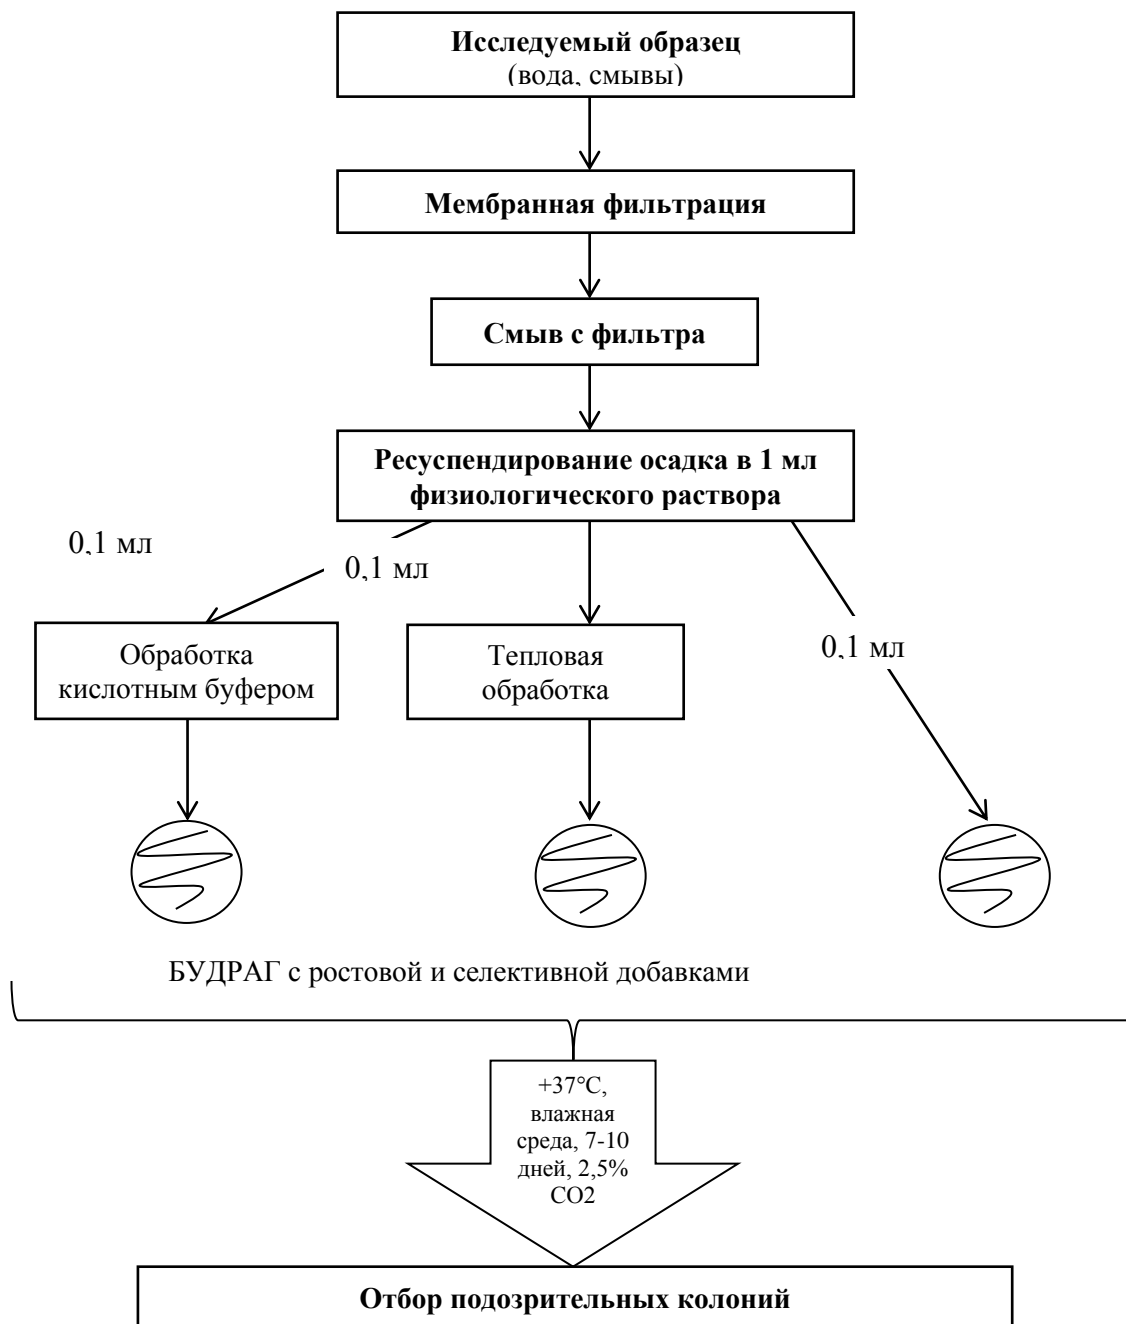 Исследуемый образец
(вода, смывы)
Мембранная фильтрация
Смыв с фильтра
Ресуспендирование осадка в 1 мл
физиологического раствора
0,1 мл
0,1 мл
0,1 мл
Обработка
кислотным буфером
Тепловая
обработка
БУДРАГ с ростовой и селективной добавками
+37°C,
влажная
среда, 7-10
дней, 2,5%
CO2
Отбор подозрительных колоний